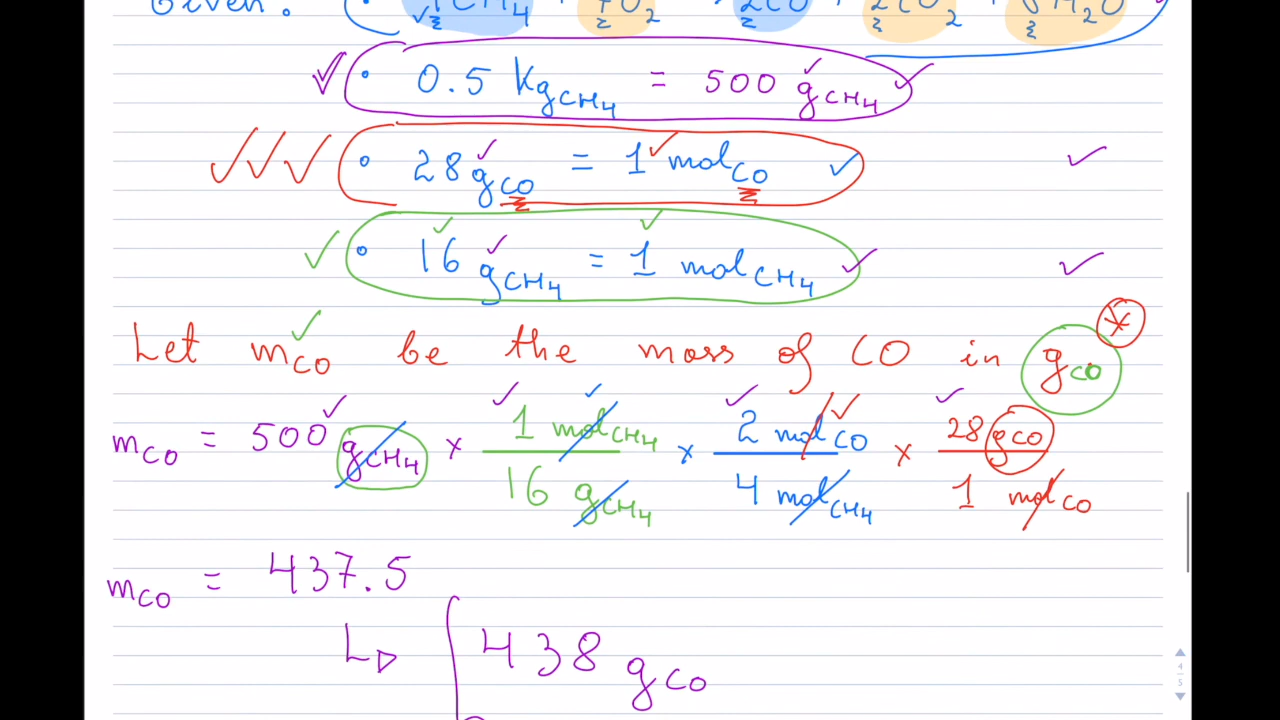 Given: • 4CH4 + 7O2 → 2CO + 2CO2 + 8H2O
• 0.5 KgCH4 = 500 gCH4
• 28 gCO = 1 molCO
• 16 gCH4 = 1 molCH4
Let mCO be the mass of CO in gCO *
mCO = 500 gCH4 × 1 molCH4 / 16 gCH4 × 2 molCO / 4 molCH4 × 28 gCO / 1 molCO
mCO = 437.5
438 gCO
4
5